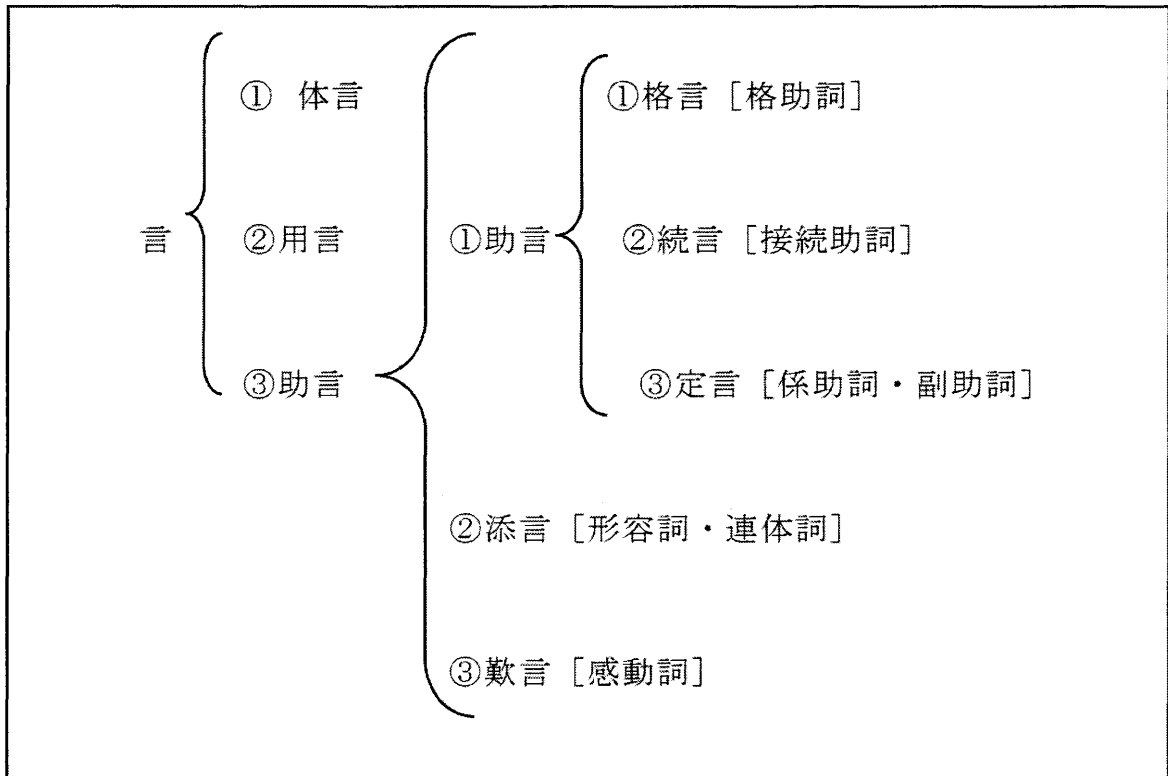 ① 体言
①格言［格助詞］
言
②用言
①助言
②続言［接続助詞］
③助言
③定言［係助詞・副助詞］
②添言［形容詞・連体詞］
③歎言［感動詞］